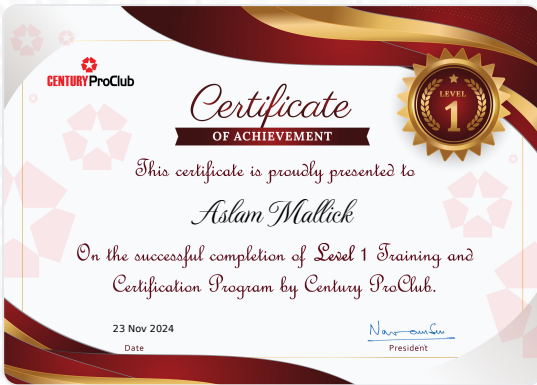 CENTURY ProClub
LEVEL
1
Certificate
OF ACHIEVEMENT
This certificate is proudly presented to
Aslam Mallick
On the successful completion of Level 1 Training and
Certification Program by Century ProClub.
23 Nov 2024
Date
President